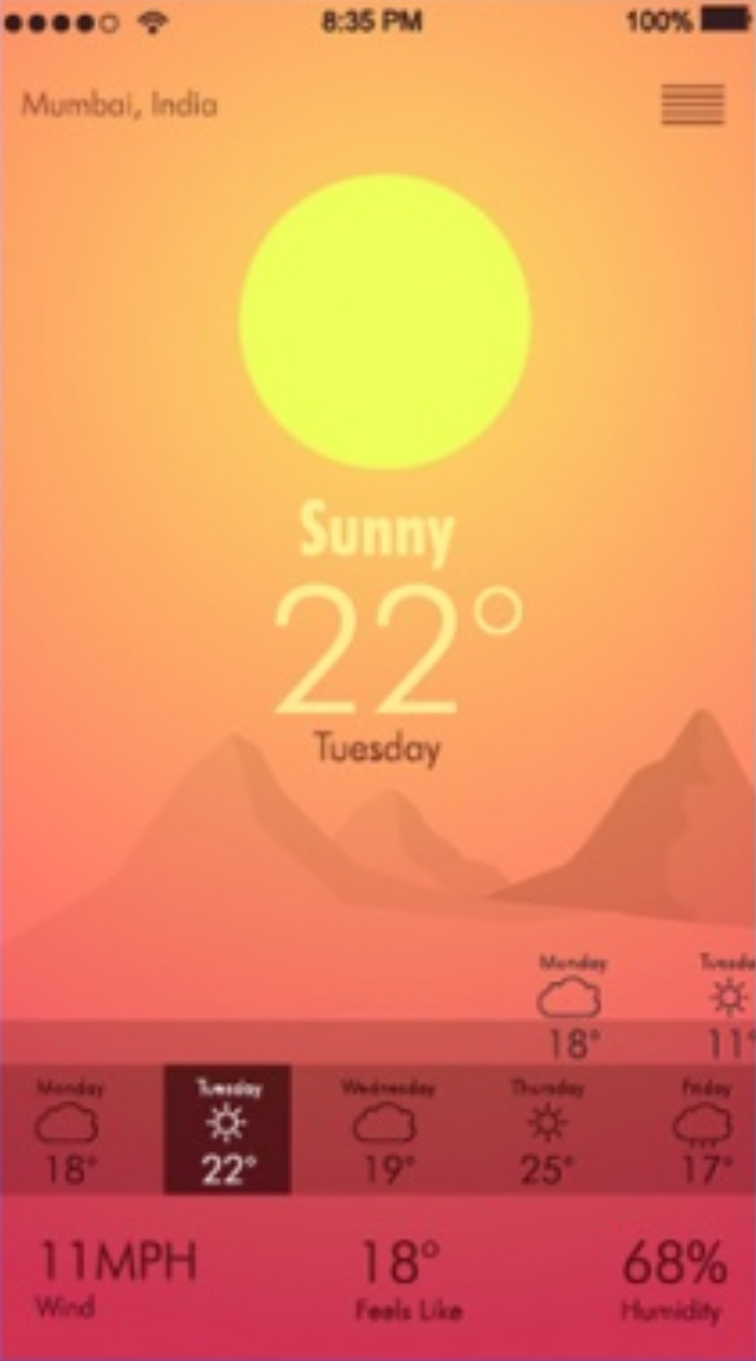 8:35 PM 100%
Mumbai, India
Sunny
22°
Tuesday
Monday Tuesde
18° 11°
Monday Tuesday Wednesday Thursday Friday
18° 22° 19° 25° 17°
11MPH 18° 68%
Wind Feels Like Humidity